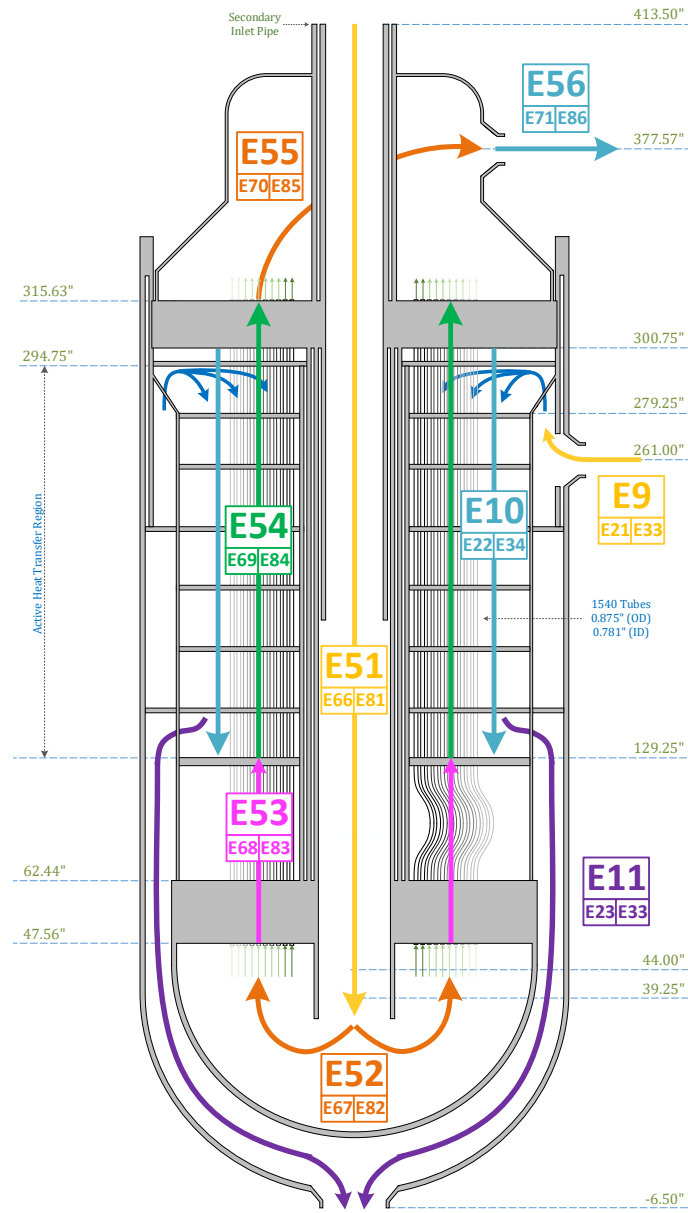 Secondary
Inlet Pipe
413.50"
E56
E71 E86
377.57"
E55
E70 E85
315.63"
300.75"
294.75"
279.25"
261.00"
E9
E21 E33
E10
E22 E34
E54
E69 E84
Active Heat Transfer Region
1540 Tubes
0.875" (OD)
0.781" (ID)
E51
E66 E81
129.25"
E53
E68 E83
62.44"
E11
E23 E33
47.56"
44.00"
39.25"
E52
E67 E82
-6.50"